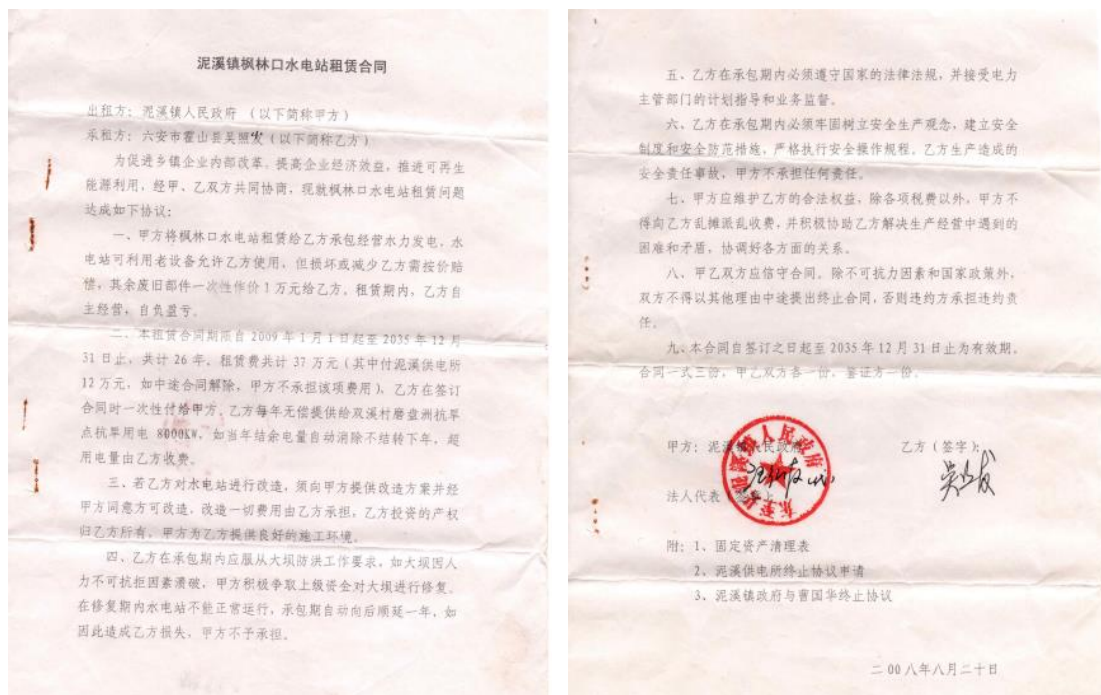 泥溪镇枫林口水电站租赁合同
出租方：泥溪镇人民政府 （以下简称甲方）
承租方：六安市霍山县吴照发（以下简称乙方）
为促进乡镇企业内部改革，提高企业经济效益，推进可再生
能源利用，经甲、乙双方共同协商，现就枫林口水电站租赁问题
达成如下协议：
一、甲方将枫林口水电站租赁给乙方承包经营水力发电，水
电站可利用老设备允许乙方使用，但损坏或减少乙方需按价赔
偿，其余废旧部件一次性作价1万元给乙方。租赁期内，乙方自
主经营，自负盈亏。
二、本租赁合同期限自2009年1月1日起至2035年12月
31日止，共计26年，租赁费共计37万元（其中付泥溪供电所
12万元，如中途合同解除，甲方不承担该项费用），乙方在签订
合同时一次性付给甲方。乙方每年无偿提供给双溪村磨盘洲抗旱
点抗旱用电 8000KW，如当年结余电量自动消除不结转下年，超
用电量由乙方收费。
三、若乙方对水电站进行改造，须向甲方提供改造方案并经
甲方同意方可改造，改造一切费用由乙方承担，乙方投资的产权
归乙方所有，甲方为乙方提供良好的施工环境。
四、乙方在承包期内应服从大坝防洪工作要求，如大坝因人
力不可抗拒因素溃破，甲方积极争取上级资金对大坝进行修复。
在修复期内水电站不能正常运行，承包期自动向后顺延一年，如
因此造成乙方损失，甲方不予承担。
五、乙方在承包期内必须遵守国家的法律法规，并接受电力
主管部门的计划指导和业务监督。
六、乙方在承包期内必须牢固树立安全生产观念，建立安全
制度和安全防范措施，严格执行安全操作规程，乙方生产造成的
安全责任事故，甲方不承担任何责任。
七、甲方应维护乙方的合法权益，除各项税费以外，甲方不
得向乙方乱摊派乱收费，并积极协助乙方解决生产经营中遇到的
困难和矛盾，协调好各方面的关系。
八、甲乙双方应信守合同。除不可抗力因素和国家政策外，
双方不得以其他理由中途提出终止合同，否则违约方承担违约责
任。
九、本合同自签订之日起至2035年12月31日止为有效期。
合同一式三份，甲乙双方各一份，鉴证方一份。
甲方：泥溪镇人民政府
乙方（签字）：
法人代表
东至县泥溪镇人民政府
附：1、固定资产清理表
2、泥溪供电所终止协议申请
3、泥溪镇政府与曹国华终止协议
二00八年八月二十日